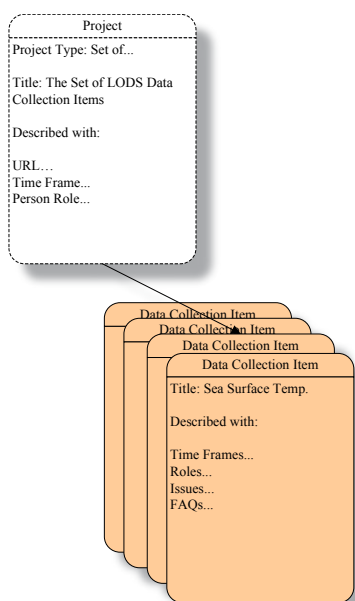 Project
Project Type: Set of...
Title: The Set of LODS Data
Collection Items
Described with:
URL…
Time Frame...
Person Role...
Data Collection Item
Data Collection Item
Data Collection Item
Data Collection Item
Title: Sea Surface Temp.
Described with:
Time Frames...
Roles...
Issues...
FAQs...